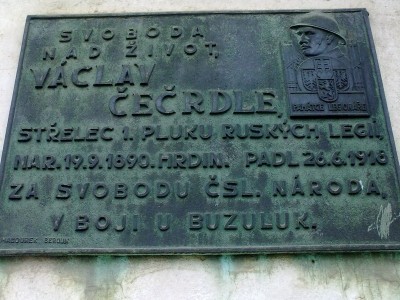 SVOBODA
NAD ŽIVOT,
VÁCLAV
ČEČRDLE,
STŘELEC 1. PLUKU RUSKÝCH LEGIÍ,
NAR. 19.9. 1890. HRDIN. PADL 26.6. 1918
ZA SVOBODU ČSL. NÁRODA,
V BOJI U BUZULUK.